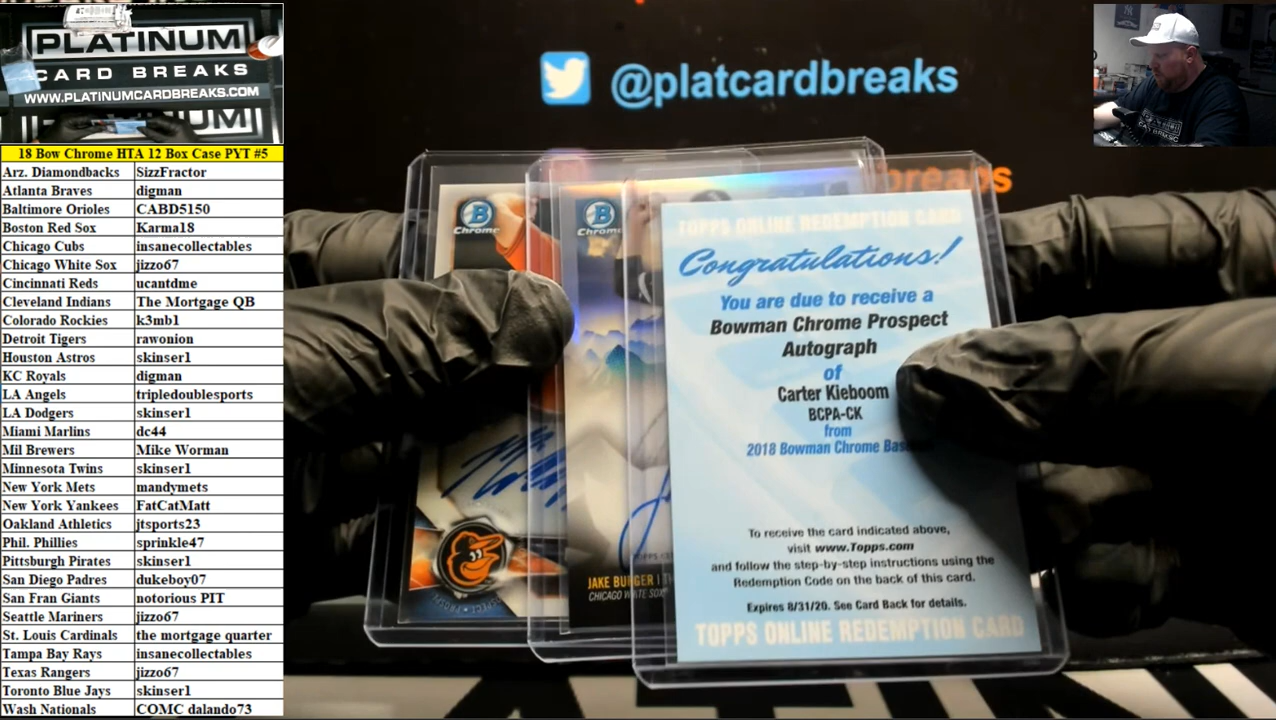 PLATINUM
CARD BREAKS
WWW.PLATINUMCARDBREAKS.COM
18 Bow Chrome HTA 12 Box Case PYT #5
Arz. Diamondbacks SizzFractor
Atlanta Braves digman
Baltimore Orioles CABD5150
Boston Red Sox Karma18
Chicago Cubs insanecollectables
Chicago White Sox jizzo67
Cincinnati Reds ucantdme
Cleveland Indians The Mortgage QB
Colorado Rockies k3mb1
Detroit Tigers rawonion
Houston Astros skinser1
KC Royals digman
LA Angels tripledoublesports
LA Dodgers skinser1
Miami Marlins dc44
Mil Brewers Mike Worman
Minnesota Twins skinser1
New York Mets mandymets
New York Yankees FatCatMatt
Oakland Athletics jtsports23
Phil. Phillies sprinkle47
Pittsburgh Pirates skinser1
San Diego Padres dukeboy07
San Fran Giants notorious PIT
Seattle Mariners jizzo67
St. Louis Cardinals the mortgage quarter
Tampa Bay Rays insanecollectables
Texas Rangers jizzo67
Toronto Blue Jays skinser1
Wash Nationals COMC dalando73
@platcardbreaks
breaks
B
Chrome
B
Chrome
JAKE BURGER
CHICAGO WHITE SOX
TOPPS ONLINE REDEMPTION CARD
Congratulations!
You are due to receive a
Bowman Chrome Prospect
Autograph
of
Carter Kieboom
BCPA-CK
from
2018 Bowman Chrome Bas
To receive the card indicated above,
visit www.Topps.com
and follow the step-by-step instructions using the
Redemption Code on the back of this card.
Expires 8/31/20. See Card Back for details.
TOPPS ONLINE REDEMPTION CARD